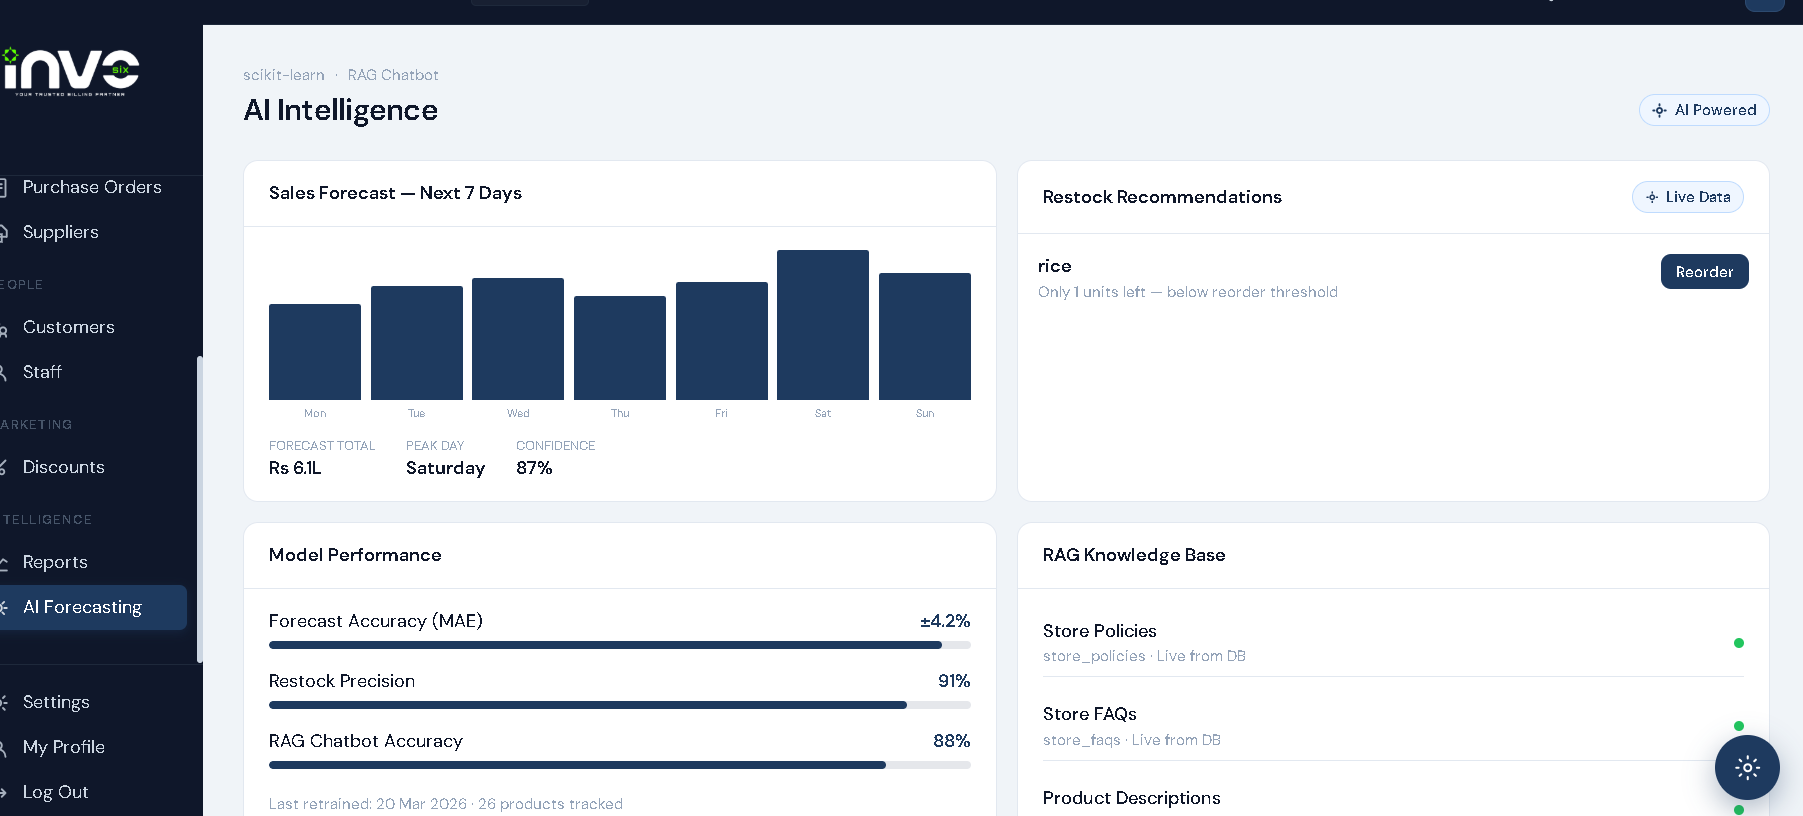 invo
six
YOUR TRUSTED BILLING PARTNER
Purchase Orders
Suppliers
EOPLE
Customers
Staff
ARKETING
Discounts
TELLIGENCE
Reports
AI Forecasting
Settings
My Profile
Log Out
scikit-learn · RAG Chatbot
AI Intelligence
AI Powered
Sales Forecast — Next 7 Days
Mon Tue Wed Thu Fri Sat Sun
FORECAST TOTAL PEAK DAY CONFIDENCE
Rs 6.1L Saturday 87%
Restock Recommendations
Live Data
rice
Only 1 units left — below reorder threshold
Reorder
Model Performance
Forecast Accuracy (MAE) ±4.2%
Restock Precision 91%
RAG Chatbot Accuracy 88%
Last retrained: 20 Mar 2026 · 26 products tracked
RAG Knowledge Base
Store Policies
store_policies · Live from DB
Store FAQs
store_faqs · Live from DB
Product Descriptions